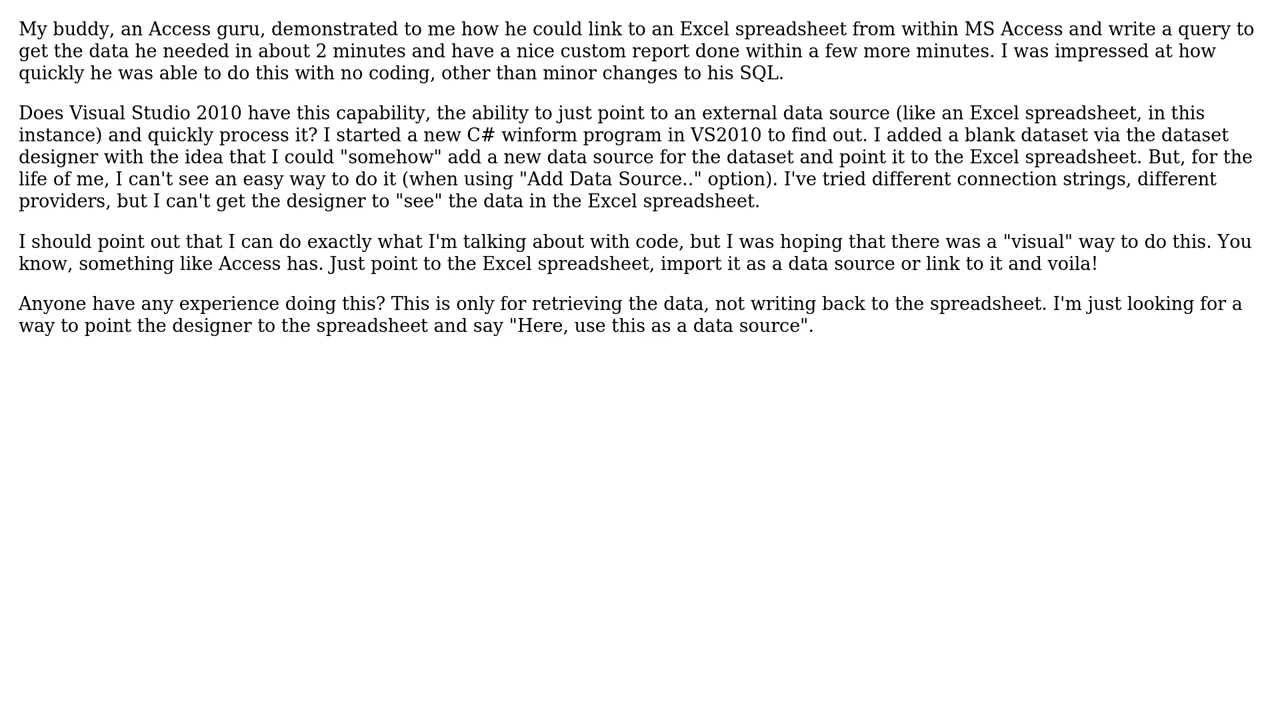 My buddy, an Access guru, demonstrated to me how he could link to an Excel spreadsheet from within MS Access and write a query to
get the data he needed in about 2 minutes and have a nice custom report done within a few more minutes. I was impressed at how
quickly he was able to do this with no coding, other than minor changes to his SQL.
Does Visual Studio 2010 have this capability, the ability to just point to an external data source (like an Excel spreadsheet, in this
instance) and quickly process it? I started a new C# winform program in VS2010 to find out. I added a blank dataset via the dataset
designer with the idea that I could "somehow" add a new data source for the dataset and point it to the Excel spreadsheet. But, for the
life of me, I can't see an easy way to do it (when using "Add Data Source.." option). I've tried different connection strings, different
providers, but I can't get the designer to "see" the data in the Excel spreadsheet.
I should point out that I can do exactly what I'm talking about with code, but I was hoping that there was a "visual" way to do this. You
know, something like Access has. Just point to the Excel spreadsheet, import it as a data source or link to it and voila!
Anyone have any experience doing this? This is only for retrieving the data, not writing back to the spreadsheet. I'm just looking for a
way to point the designer to the spreadsheet and say "Here, use this as a data source".